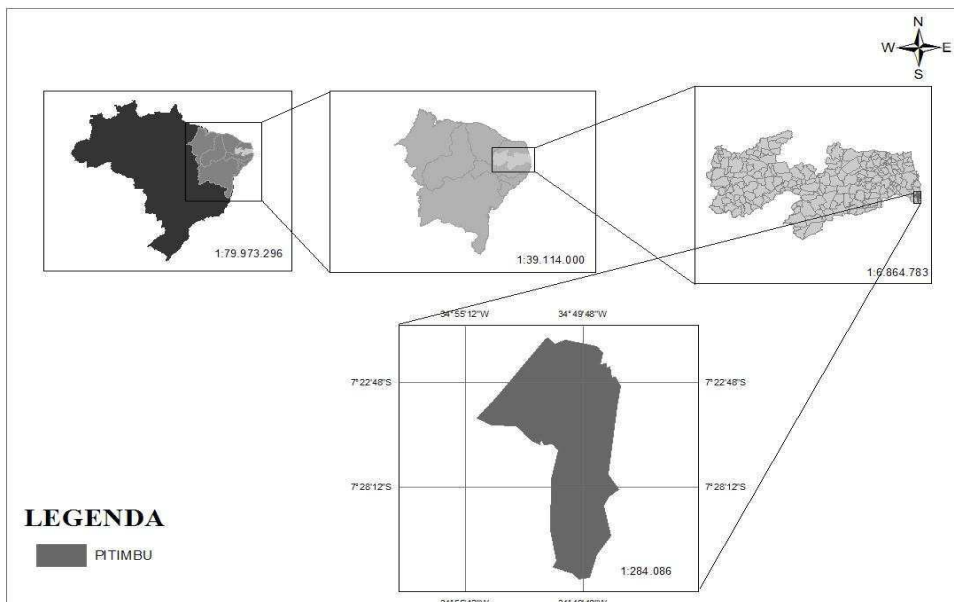 N
W E
S
1:79.973.296
1:39.114.000
1:6.864.783
34°55'12"W 34°49'48"W
7°22'48"S 7°22'48"S
7°28'12"S 7°28'12"S
LEGENDA
PITIMBU
1:284.086